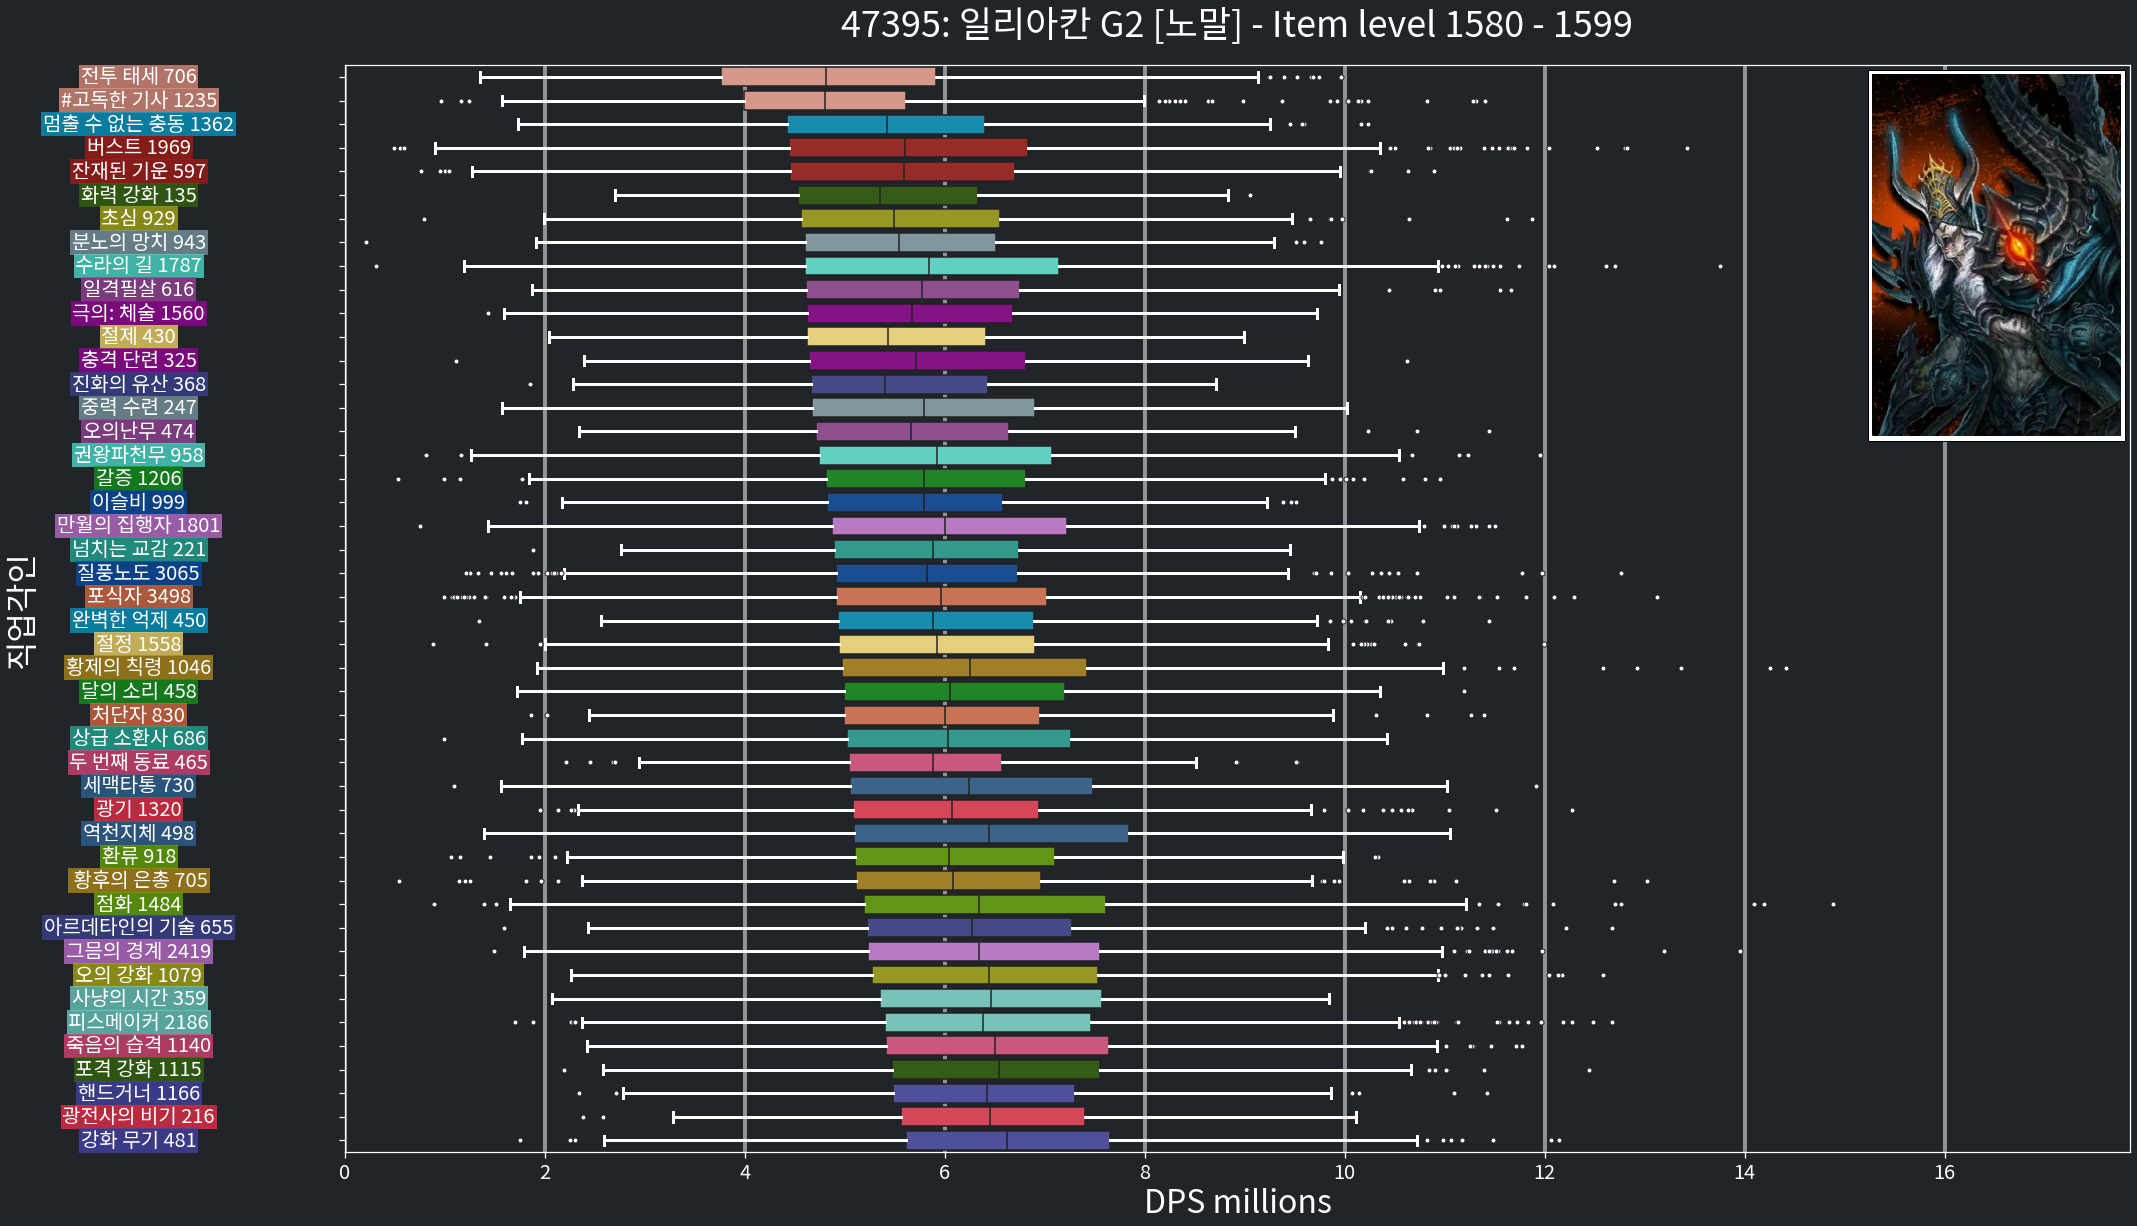 47395: 일리아칸 G2 [노말] - Item level 1580 - 1599
직업각인
전투 태세 706
#고독한 기사 1235
멈출 수 없는 충동 1362
버스트 1969
잔재된 기운 597
화력 강화 135
초심 929
분노의 망치 943
수라의 길 1787
일격필살 616
극의: 체술 1560
절제 430
충격 단련 325
진화의 유산 368
중력 수련 247
오의난무 474
권왕파천무 958
갈증 1206
이슬비 999
만월의 집행자 1801
넘치는 교감 221
질풍노도 3065
포식자 3498
완벽한 억제 450
절정 1558
황제의 칙령 1046
달의 소리 458
처단자 830
상급 소환사 686
두 번째 동료 465
세맥타통 730
광기 1320
역천지체 498
환류 918
황후의 은총 705
점화 1484
아르데타인의 기술 655
그믐의 경계 2419
오의 강화 1079
사냥의 시간 359
피스메이커 2186
죽음의 습격 1140
포격 강화 1115
핸드거너 1166
광전사의 비기 216
강화 무기 481
0 2 4 6 8 10 12 14 16
DPS millions